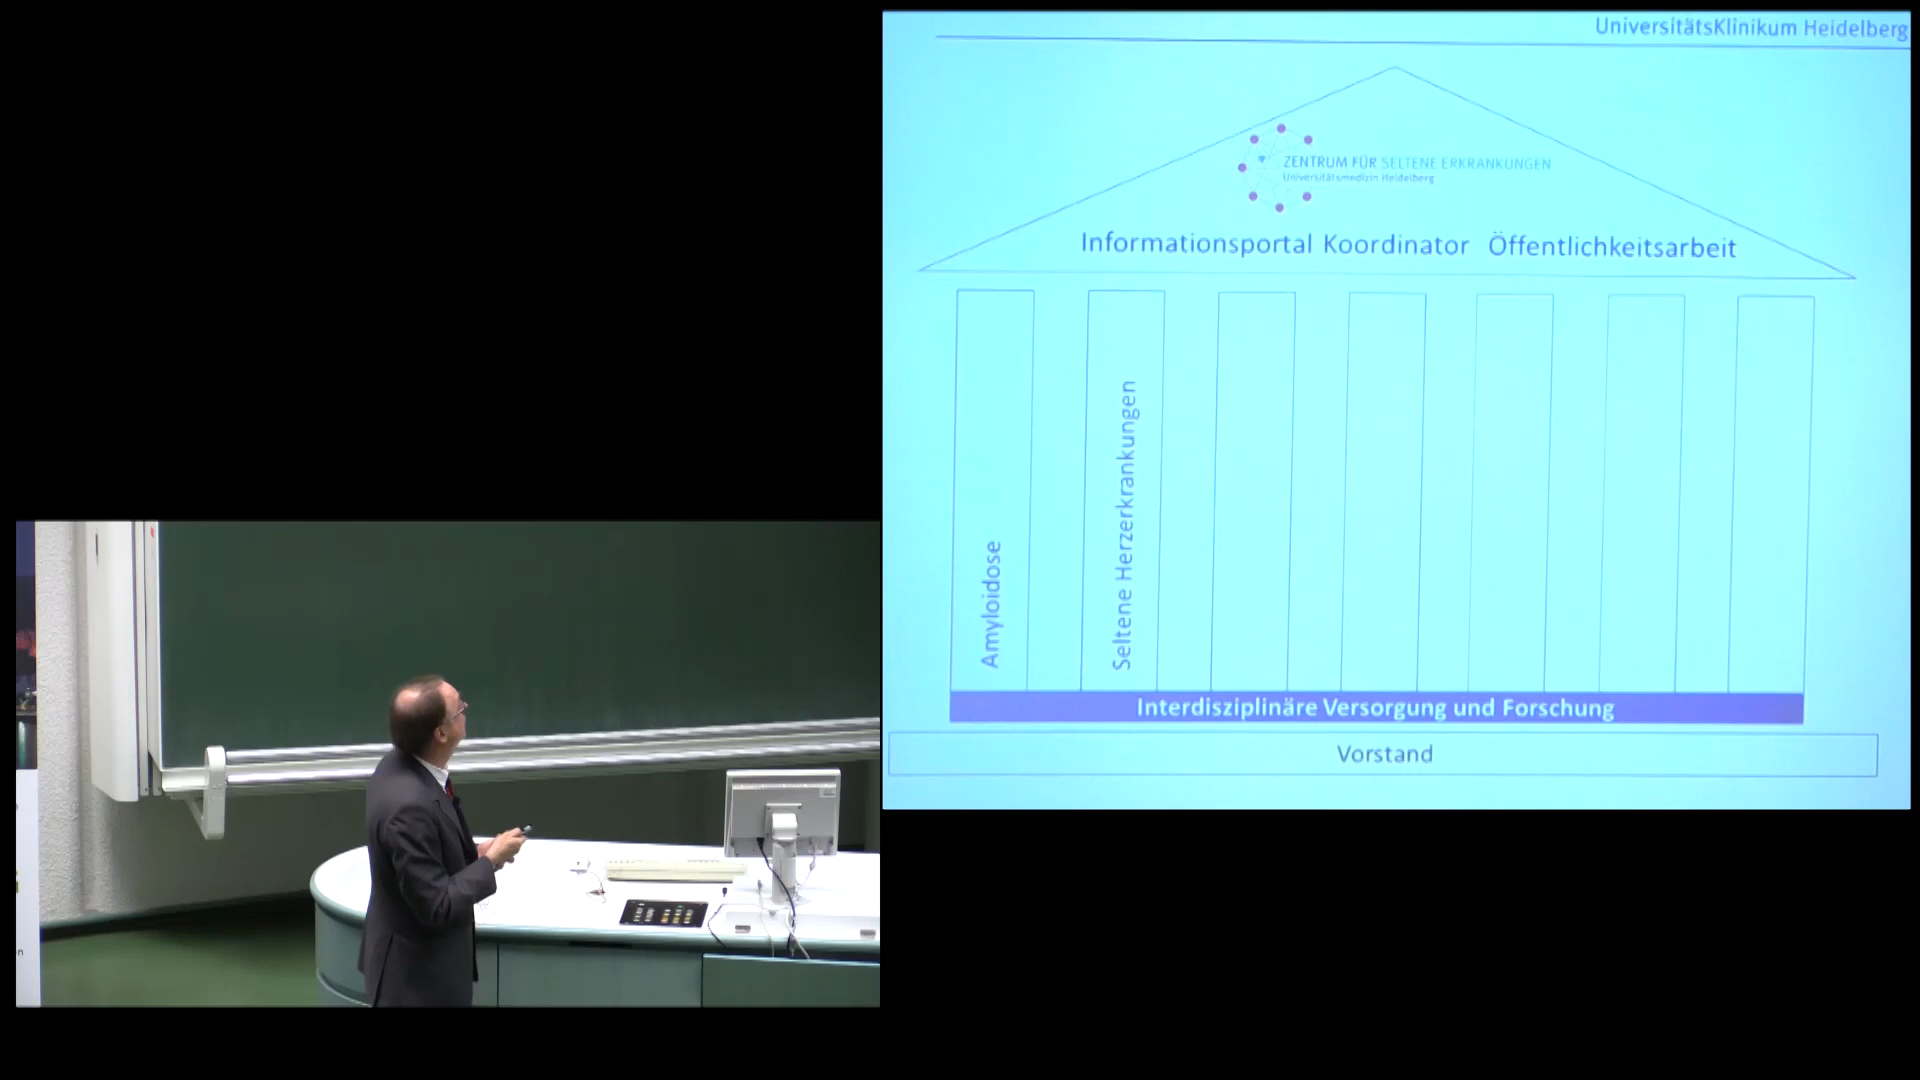 UniversitätsKlinikum Heidelberg
ZENTRUM FÜR SELTENE ERKRANKUNGEN
Universitätsmedizin Heidelberg
Informationsportal Koordinator Öffentlichkeitsarbeit
Amyloidose
Seltene Herzerkrankungen
Interdisziplinäre Versorgung und Forschung
Vorstand